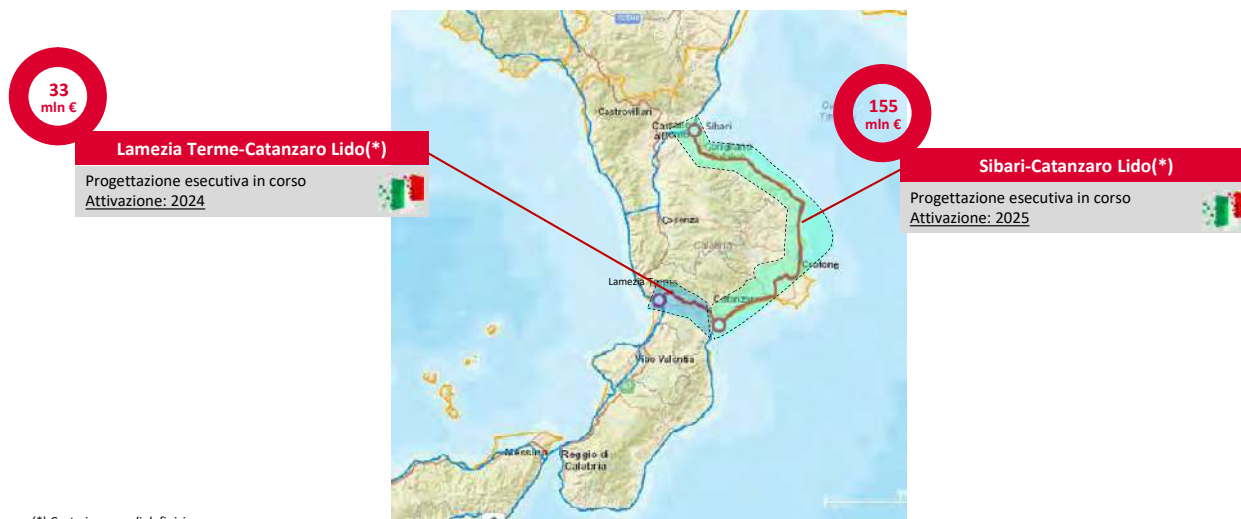 33
mln €
Lamezia Terme-Catanzaro Lido(*)
Progettazione esecutiva in corso
Attivazione: 2024
155
mln €
Sibari-Catanzaro Lido(*)
Progettazione esecutiva in corso
Attivazione: 2025
Castrovillari
Sibari
Corigliano
Cosenza
Calabria
Crotone
Lamezia Terme
Catanzaro
Vibo Valentia
Messina
Reggio di
Calabria